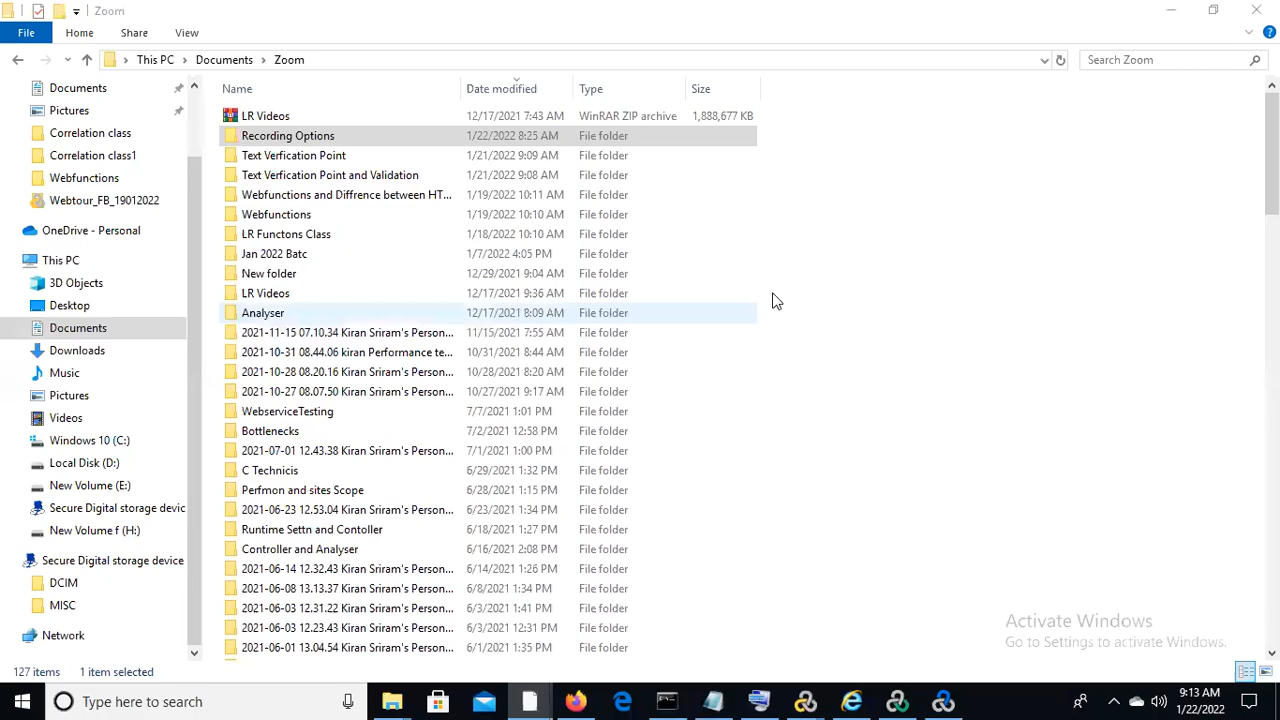 Zoom
File Home Share View
This PC Documents Zoom Search Zoom
Name Date modified Type Size
Documents
Pictures
Correlation class
Correlation class1
Webfunctions
Webtour_FB_19012022
OneDrive - Personal
This PC
3D Objects
Desktop
Documents
Downloads
Music
Pictures
Videos
Windows 10 (C:)
Local Disk (D:)
New Volume (E:)
Secure Digital storage devic
New Volume f (H:)
Secure Digital storage device
DCIM
MISC
Network
LR Videos 12/17/2021 7:43 AM WinRAR ZIP archive 1,888,677 KB
Recording Options 1/22/2022 8:25 AM File folder
Text Verfication Point 1/21/2022 9:09 AM File folder
Text Verfication Point and Validation 1/21/2022 9:08 AM File folder
Webfunctions and Diffrence between HT... 1/19/2022 10:11 AM File folder
Webfunctions 1/19/2022 10:10 AM File folder
LR Functons Class 1/18/2022 10:10 AM File folder
Jan 2022 Batc 1/7/2022 4:05 PM File folder
New folder 12/29/2021 9:04 AM File folder
LR Videos 12/17/2021 9:36 AM File folder
Analyser 12/17/2021 8:09 AM File folder
2021-11-15 07.10.34 Kiran Sriram's Person... 11/15/2021 7:55 AM File folder
2021-10-31 08.44.06 kiran Performance te... 10/31/2021 8:44 AM File folder
2021-10-28 08.20.16 Kiran Sriram's Person... 10/28/2021 8:20 AM File folder
2021-10-27 08.07.50 Kiran Sriram's Person... 10/27/2021 9:17 AM File folder
WebserviceTesting 7/7/2021 1:01 PM File folder
Bottlenecks 7/2/2021 12:58 PM File folder
2021-07-01 12.43.38 Kiran Sriram's Person... 7/1/2021 1:00 PM File folder
C Technicis 6/29/2021 1:32 PM File folder
Perfmon and sites Scope 6/28/2021 1:15 PM File folder
2021-06-23 12.53.04 Kiran Sriram's Person... 6/23/2021 1:34 PM File folder
Runtime Settn and Contoller 6/18/2021 1:27 PM File folder
Controller and Analyser 6/16/2021 2:08 PM File folder
2021-06-14 12.32.43 Kiran Sriram's Person... 6/14/2021 1:26 PM File folder
2021-06-08 13.13.37 Kiran Sriram's Person... 6/8/2021 1:34 PM File folder
2021-06-03 12.31.22 Kiran Sriram's Person... 6/3/2021 1:41 PM File folder
2021-06-03 12.23.43 Kiran Sriram's Person... 6/3/2021 12:31 PM File folder
2021-06-01 13.04.54 Kiran Sriram's Person... 6/1/2021 1:35 PM File folder
Activate Windows
Go to Settings to activate Windows.
127 items 1 item selected
Type here to search
9:13 AM
1/22/2022